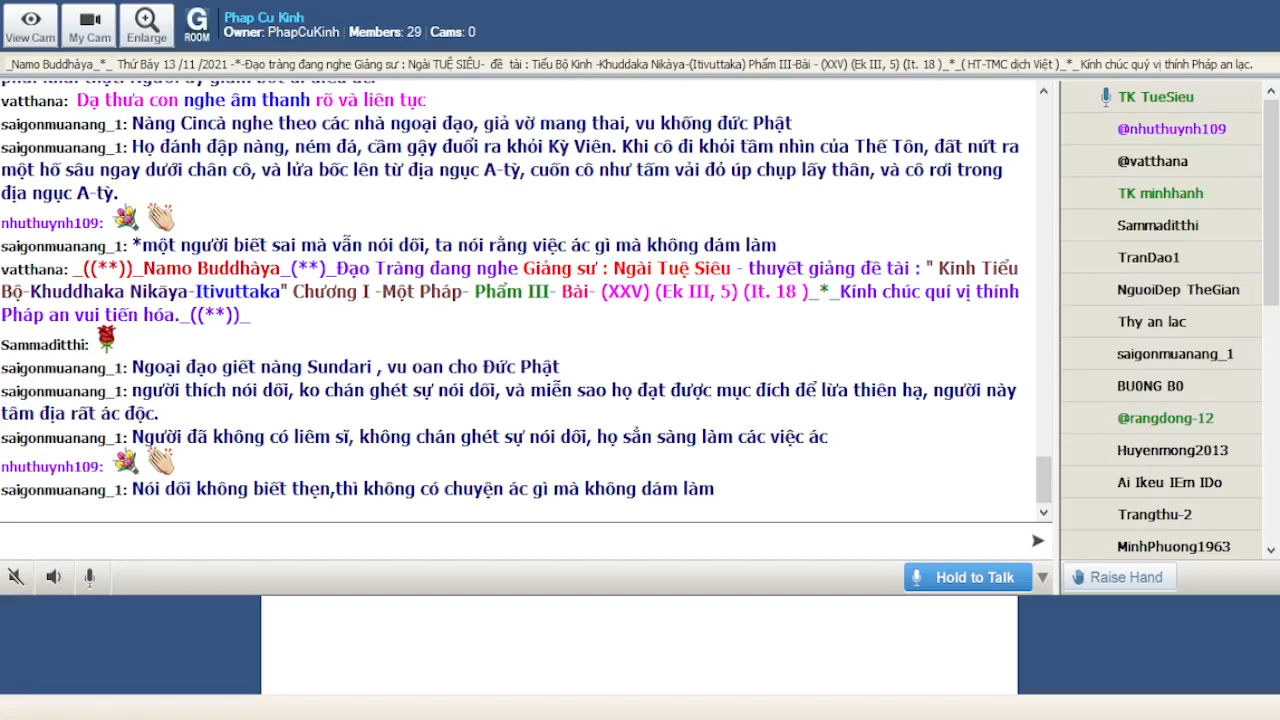 Phap Cu Kinh
Owner: PhapCuKinh | Members: 29 | Cams: 0
View Cam
My Cam
Enlarge
G
ROOM
_Namo Buddhàya_*_ Thứ Bảy 13 /11 /2021 -*-Đạo tràng đang nghe Giảng sư : Ngài TUỆ SIÊU- đề tài : Tiểu Bộ Kinh -Khuddaka Nikàya-(Itivuttaka) Phẩm III-Bài - (XXV) (Ek III, 5) (It. 18 )_*_( HT-TMC dịch Việt )_*_Kính chúc quý vị thính Pháp an lạc.
vatthana: Dạ thưa con nghe âm thanh rõ và liên tục
saigonmuanang_1: Nàng Cincà nghe theo các nhà ngoại đạo, giả vờ mang thai, vu khống đức Phật
saigonmuanang_1: Họ đánh đập nàng, ném đá, cầm gậy đuổi ra khỏi Kỳ Viên. Khi cô đi khỏi tầm nhìn của Thế Tôn, đất nứt ra
một hố sâu ngay dưới chân cô, và lửa bốc lên từ địa ngục A-tỳ, cuốn cô như tấm vải đỏ úp chụp lấy thân, và cô rơi trong
địa ngục A-tỳ.
nhuthuynh109:
saigonmuanang_1: *một người biết sai mà vẫn nói dối, ta nói rằng việc ác gì mà không dám làm
vatthana: _((**))_Namo Buddhàya_(**)_Đạo Tràng đang nghe Giảng sư : Ngài Tuệ Siêu - thuyết giảng đề tài : " Kinh Tiểu
Bộ-Khuddhaka Nikāya-Itivuttaka" Chương I -Một Pháp- Phẩm III- Bài- (XXV) (Ek III, 5) (It. 18 )_*_Kính chúc quí vị thính
Pháp an vui tiến hóa._((**))_
Sammaditthi:
saigonmuanang_1: Ngoại đạo giết nàng Sundari , vu oan cho Đức Phật
saigonmuanang_1: người thích nói dối, ko chán ghét sự nói dối, và miễn sao họ đạt được mục đích để lừa thiên hạ, người này
tâm địa rất ác độc.
saigonmuanang_1: Người đã không có liêm sĩ, không chán ghét sự nói dối, họ sẳn sàng làm các việc ác
nhuthuynh109:
saigonmuanang_1: Nói dối không biết thẹn,thì không có chuyện ác gì mà không dám làm
Hold to Talk
TK TueSieu
@nhuthuynh109
@vatthana
TK minhhanh
Sammaditthi
TranDao1
NguoiDep TheGian
Thy an lac
saigonmuanang_1
BU0NG B0
@rangdong-12
Huyenmong2013
Ai Ikeu IErn IDo
Trangthu-2
MinhPhuong1963
Raise Hand